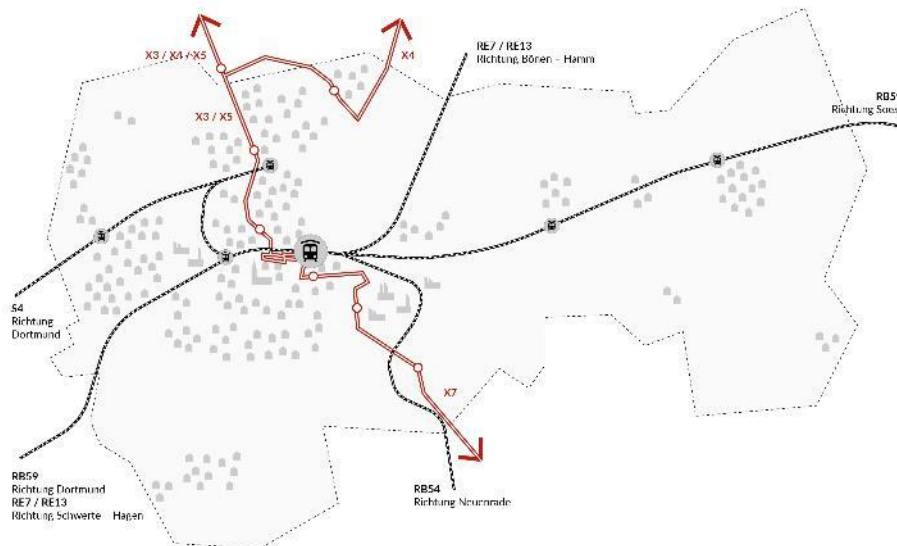 X3 / X4 / X5
X4
RE7 / RE13
Richtung Bönen – Hamm
RB59
Richtung Soest
X3 / X5
S4
Richtung
Dortmund
X7
RB59
Richtung Dortmund
RE7 / RE13
Richtung Schwerte – Hagen
RB54
Richtung Neuenrade